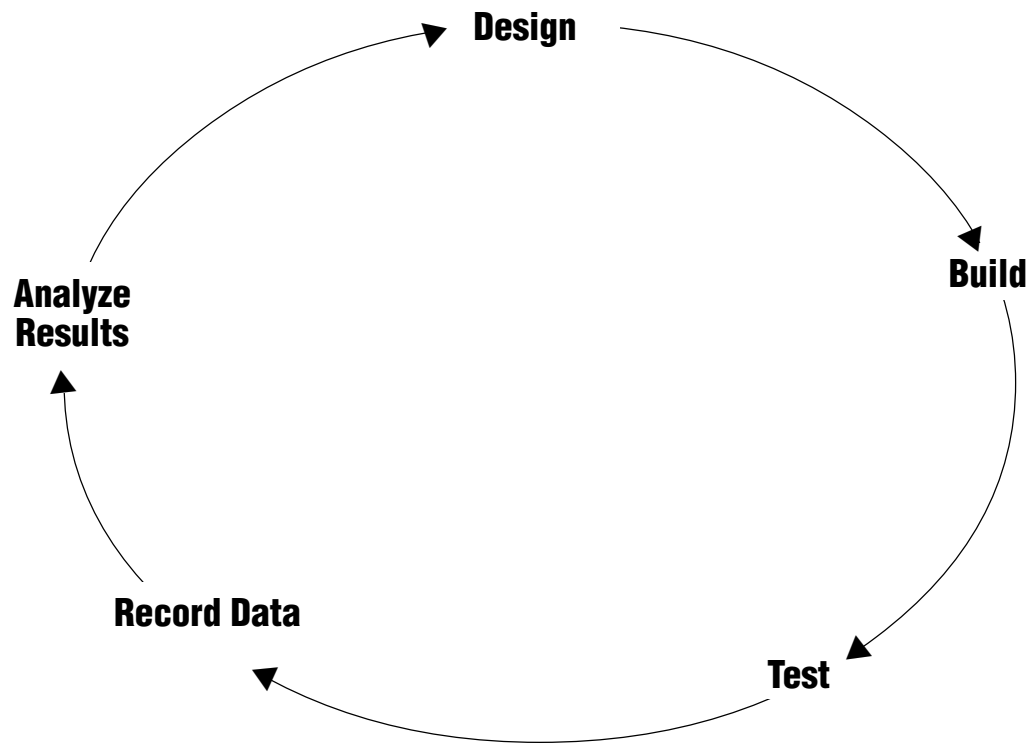 Design
Build
Analyze
Results
Record Data
Test